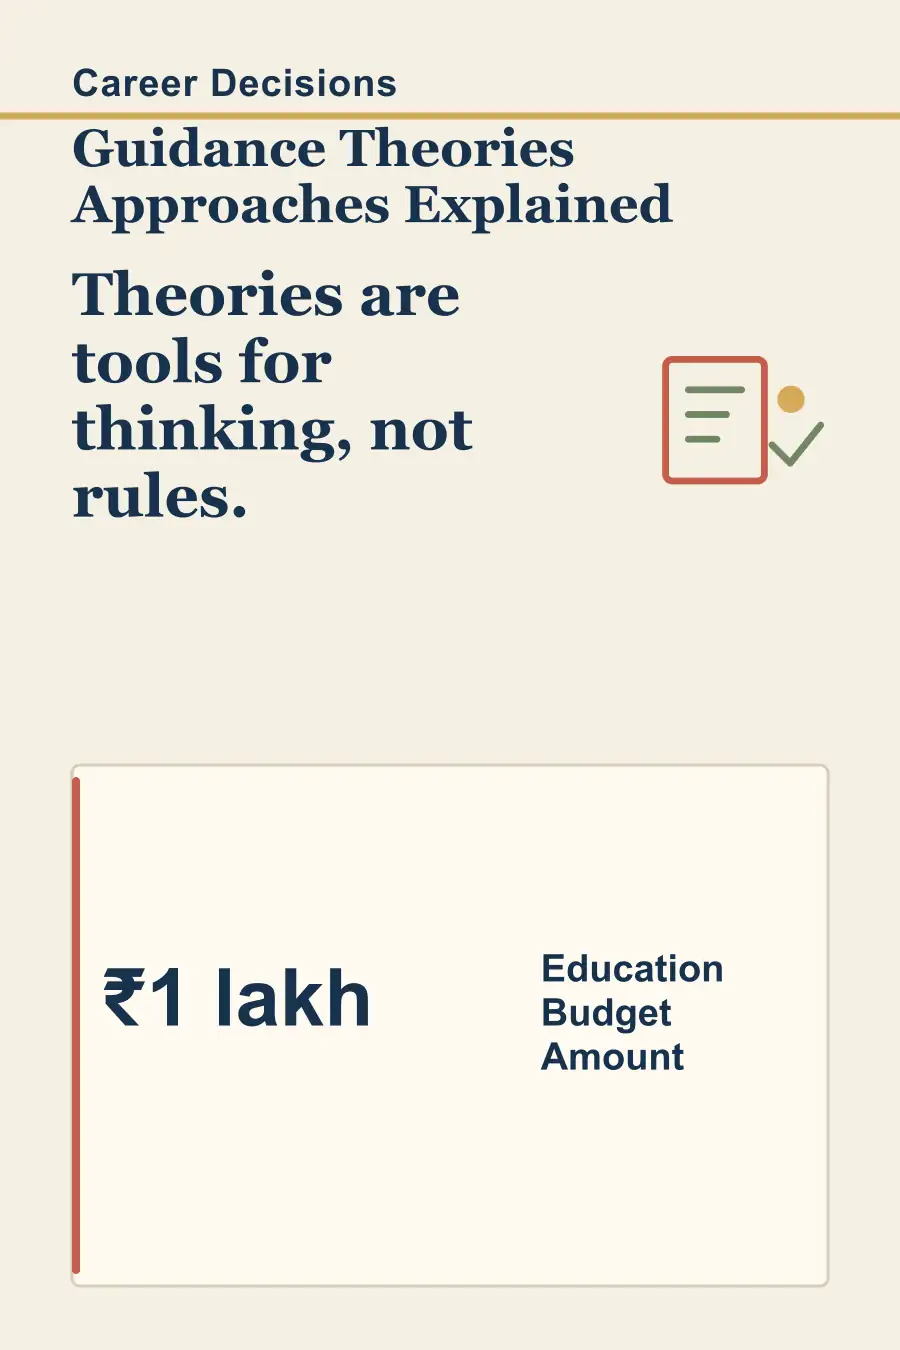 Career Decisions
Guidance Theories
Approaches Explained
Theories are
tools for
thinking, not
rules.
₹1 lakh
Education
Budget
Amount